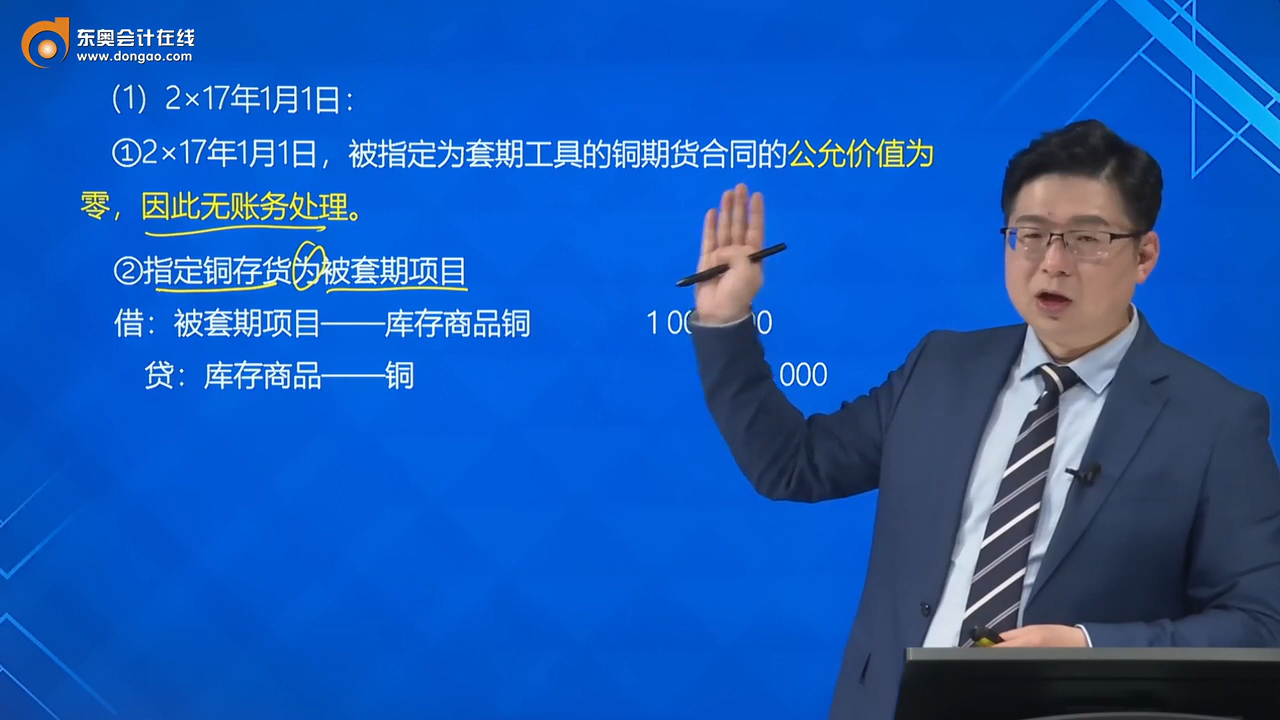 东奥会计在线
www.dongao.com
(1) 2×17年1月1日：
①2×17年1月1日，被指定为套期工具的铜期货合同的公允价值为
零，因此无账务处理。
②指定铜存货为被套期项目
借：被套期项目——库存商品铜 1 00 0
贷：库存商品——铜 000